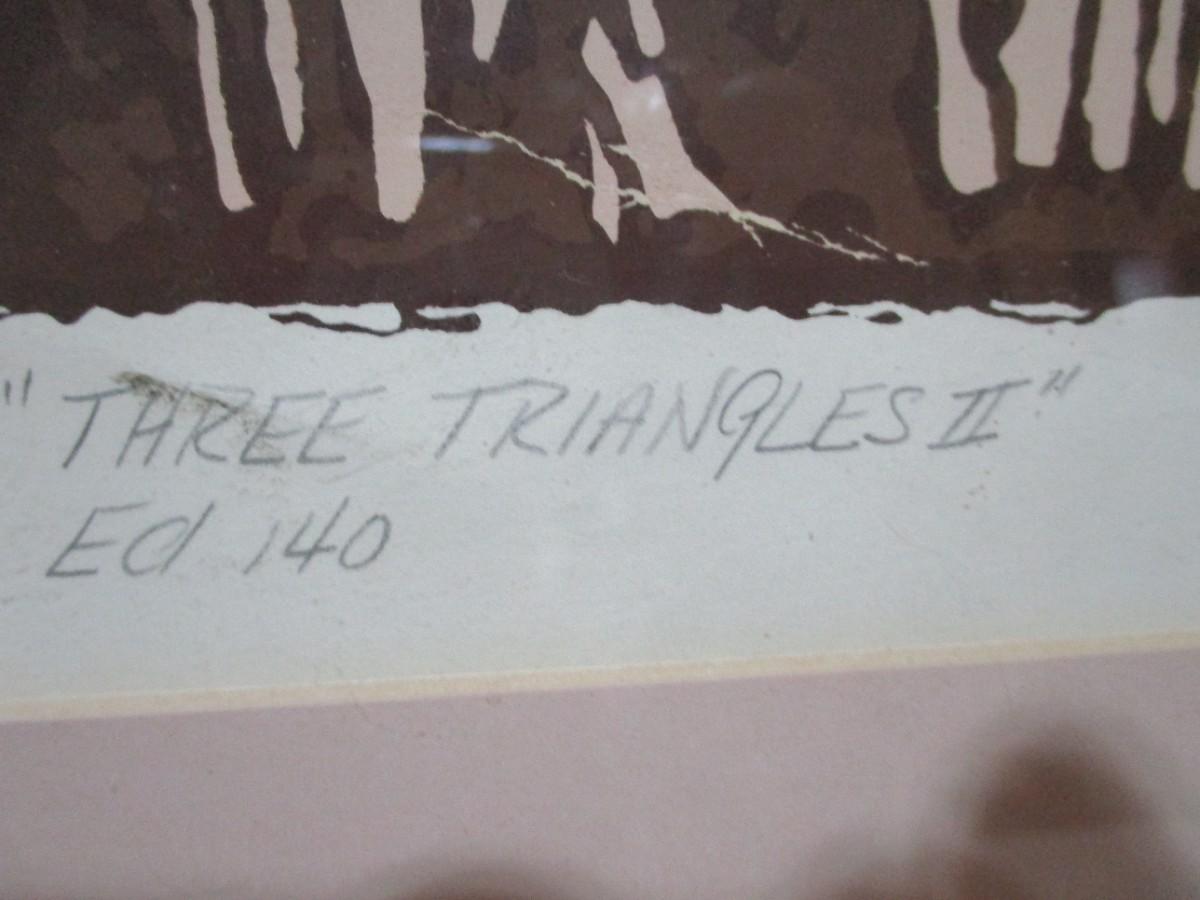 "THREE TRIANGLES II"
Ed 140